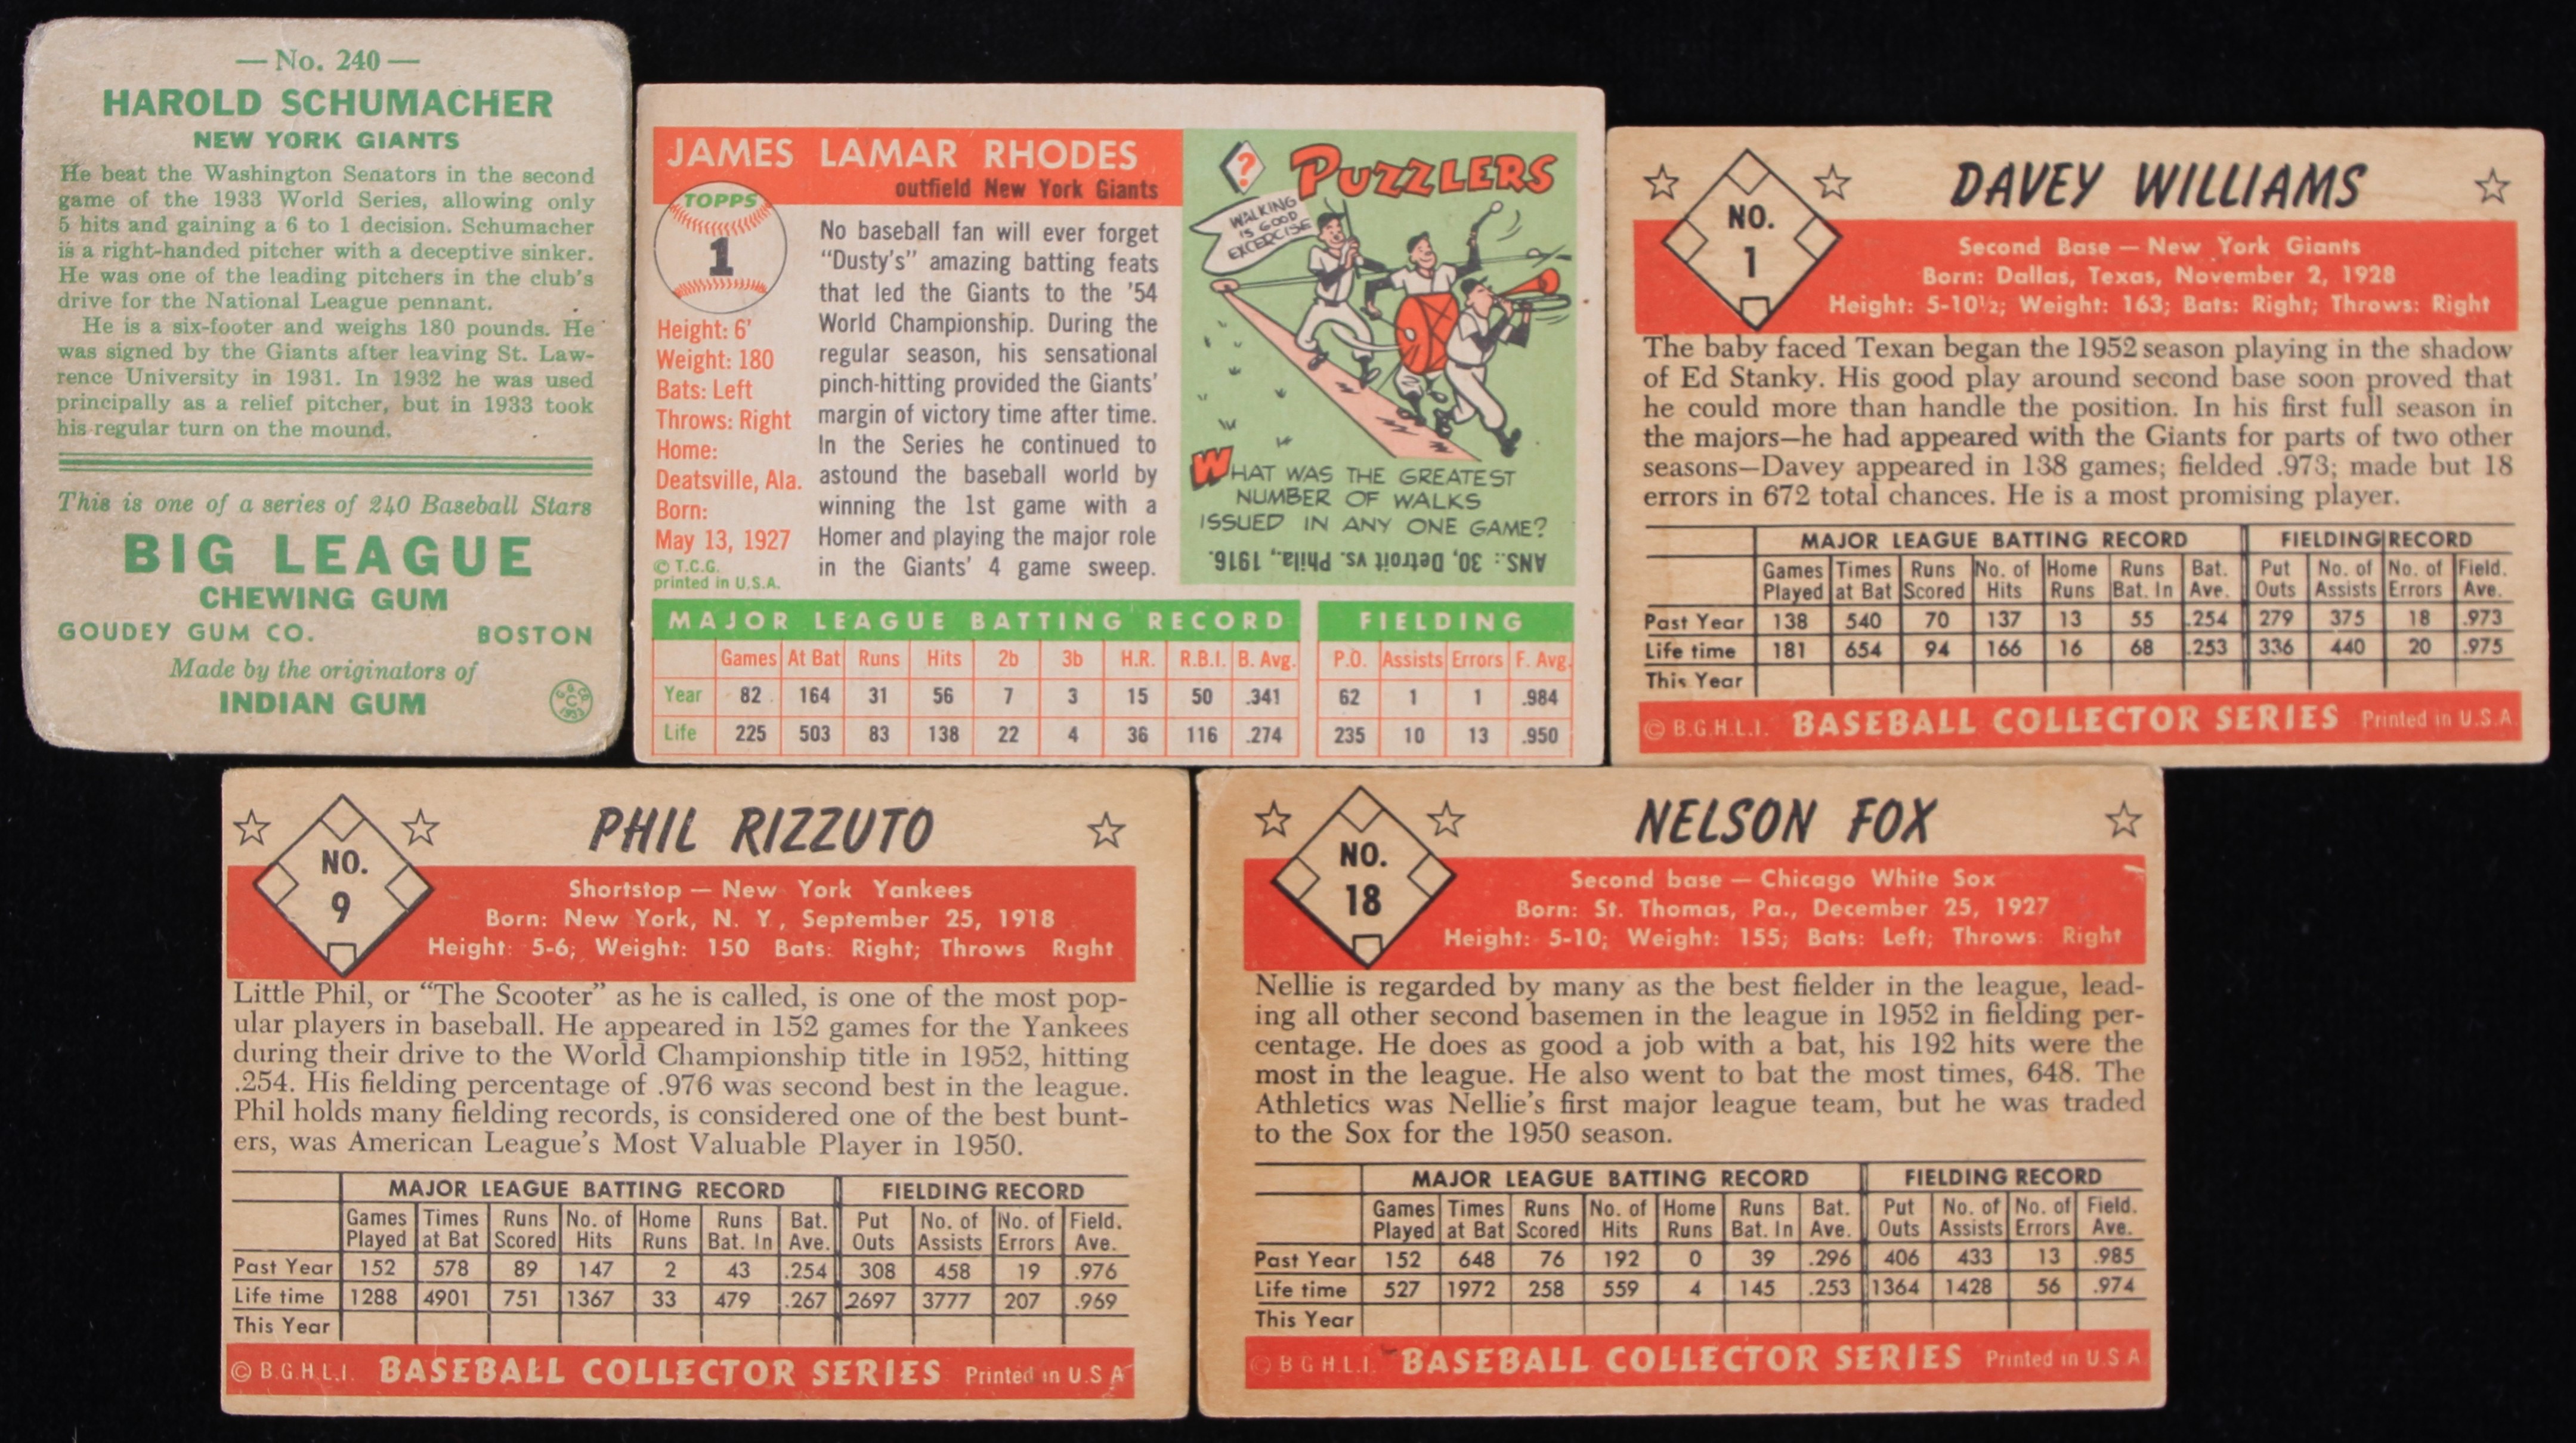 — No. 240 —
HAROLD SCHUMACHER
NEW YORK GIANTS
He beat the Washington Senators in the second
game of the 1933 World Series, allowing only
5 hits and gaining a 6 to 1 decision. Schumacher
is a right-handed pitcher with a deceptive sinker.
He was one of the leading pitchers in the club's
drive for the National League pennant.
He is a six-footer and weighs 180 pounds. He
was signed by the Giants after leaving St. Law-
rence University in 1931. In 1932 he was used
principally as a relief pitcher, but in 1933 took
his regular turn on the mound.
This is one of a series of 240 Baseball Stars
BIG LEAGUE
CHEWING GUM
GOUDEY GUM CO. BOSTON
Made by the originators of
INDIAN GUM
JAMES LAMAR RHODES
outfield New York Giants
TOPPS
1
Height: 6'
Weight: 180
Bats: Left
Throws: Right
Home:
Deatsville, Ala.
Born:
May 13, 1927
© T.C.G.
printed in U.S.A.
No baseball fan will ever forget
"Dusty's" amazing batting feats
that led the Giants to the '54
World Championship. During the
regular season, his sensational
pinch-hitting provided the Giants'
margin of victory time after time.
In the Series he continued to
astound the baseball world by
winning the 1st game with a
Homer and playing the major role
in the Giants' 4 game sweep.
? PUZZLERS
WALKING
IS GOOD
EXCERCISE
WHAT WAS THE GREATEST
NUMBER OF WALKS
ISSUED IN ANY ONE GAME?
ANS.: 30, Detroit vs. Phila., 1916.
MAJOR LEAGUE BATTING RECORD FIELDING
Games At Bat Runs Hits 2b 3b H.R. R.B.I. B. Avg. P.O. Assists Errors F. Avg.
Year 82 164 31 56 7 3 15 50 .341 62 1 1 .984
Life 225 503 83 138 22 4 36 116 .274 235 10 13 .950
NO.
1
DAVEY WILLIAMS
Second Base — New York Giants
Born: Dallas, Texas, November 2, 1928
Height: 5-10½; Weight: 163; Bats: Right; Throws: Right
The baby faced Texan began the 1952 season playing in the shadow
of Ed Stanky. His good play around second base soon proved that
he could more than handle the position. In his first full season in
the majors—he had appeared with the Giants for parts of two other
seasons—Davey appeared in 138 games; fielded .973; made but 18
errors in 672 total chances. He is a most promising player.
MAJOR LEAGUE BATTING RECORD FIELDING RECORD
Games Times Runs No. of Home Runs Bat. Put No. of No. of Field.
Played at Bat Scored Hits Runs Bat. In Ave. Outs Assists Errors Ave.
Past Year 138 540 70 137 13 55 .254 279 375 18 .973
Life time 181 654 94 166 16 68 .253 336 440 20 .975
This Year
© B.G.H.L.I. BASEBALL COLLECTOR SERIES Printed in U.S.A.
NO.
9
PHIL RIZZUTO
Shortstop — New York Yankees
Born: New York, N. Y., September 25, 1918
Height: 5-6; Weight: 150 Bats: Right; Throws Right
Little Phil, or "The Scooter" as he is called, is one of the most pop-
ular players in baseball. He appeared in 152 games for the Yankees
during their drive to the World Championship title in 1952, hitting
.254. His fielding percentage of .976 was second best in the league.
Phil holds many fielding records, is considered one of the best bunt-
ers, was American League's Most Valuable Player in 1950.
MAJOR LEAGUE BATTING RECORD FIELDING RECORD
Games Times Runs No. of Home Runs Bat. Put No. of No. of Field.
Played at Bat Scored Hits Runs Bat. In Ave. Outs Assists Errors Ave.
Past Year 152 578 89 147 2 43 .254 308 458 19 .976
Life time 1288 4901 751 1367 33 479 .267 2697 3777 207 .969
This Year
© B.G.H.L.I. BASEBALL COLLECTOR SERIES Printed in U.S.A
NO.
18
NELSON FOX
Second base — Chicago White Sox
Born: St. Thomas, Pa., December 25, 1927
Height: 5-10; Weight: 155; Bats: Left; Throws: Right
Nellie is regarded by many as the best fielder in the league, lead-
ing all other second basemen in the league in 1952 in fielding per-
centage. He does as good a job with a bat, his 192 hits were the
most in the league. He also went to bat the most times, 648. The
Athletics was Nellie's first major league team, but he was traded
to the Sox for the 1950 season.
MAJOR LEAGUE BATTING RECORD FIELDING RECORD
Games Times Runs No. of Home Runs Bat. Put No. of No. of Field.
Played at Bat Scored Hits Runs Bat. In Ave. Outs Assists Errors Ave.
Past Year 152 648 76 192 0 39 .296 406 433 13 .985
Life time 527 1972 258 559 4 145 .253 1364 1428 56 .974
This Year
© B G H.L.I. BASEBALL COLLECTOR SERIES Printed in U.S.A